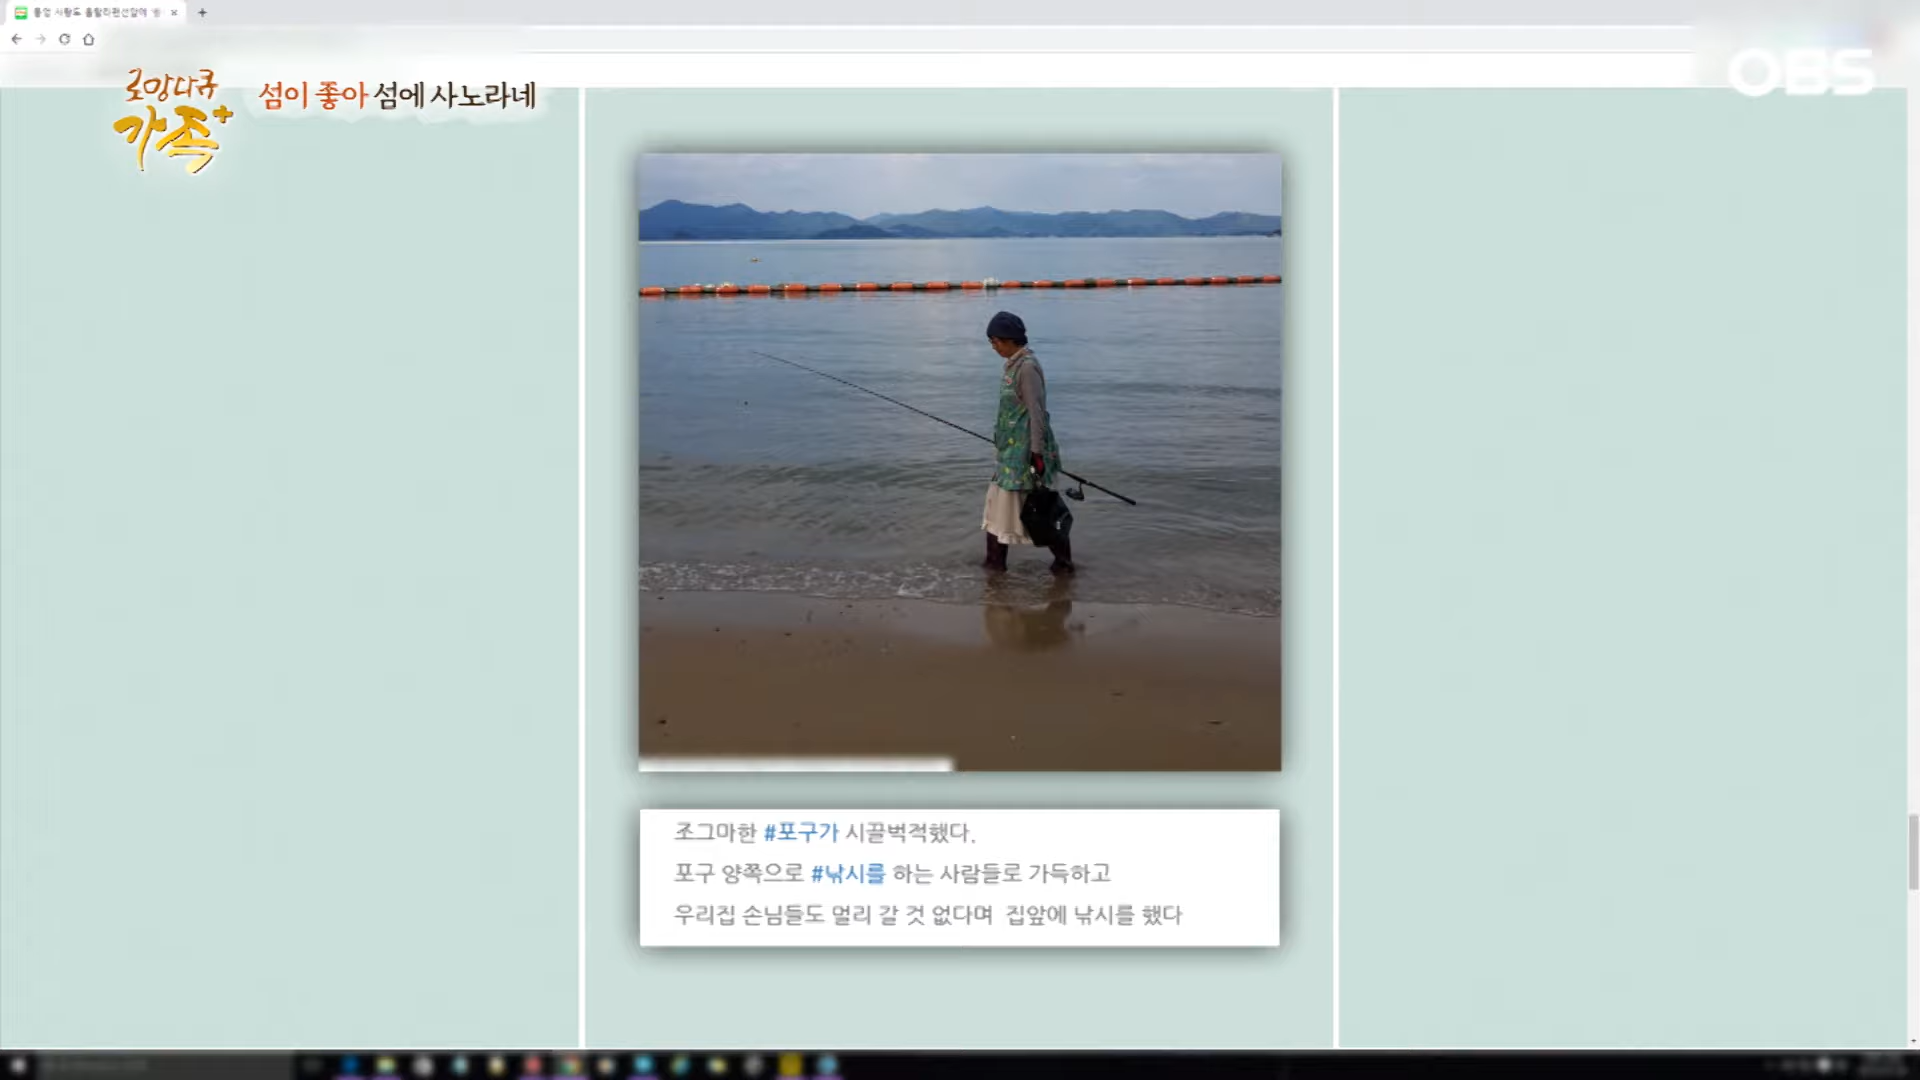 로망다큐
가족+
섬이 좋아 섬에 사노라네
OBS
조그마한 #포구가 시끌벅적했다.
포구 양쪽으로 #낚시를 하는 사람들로 가득하고
우리집 손님들도 멀리 갈 것 없다며 집앞에 낚시를 했다